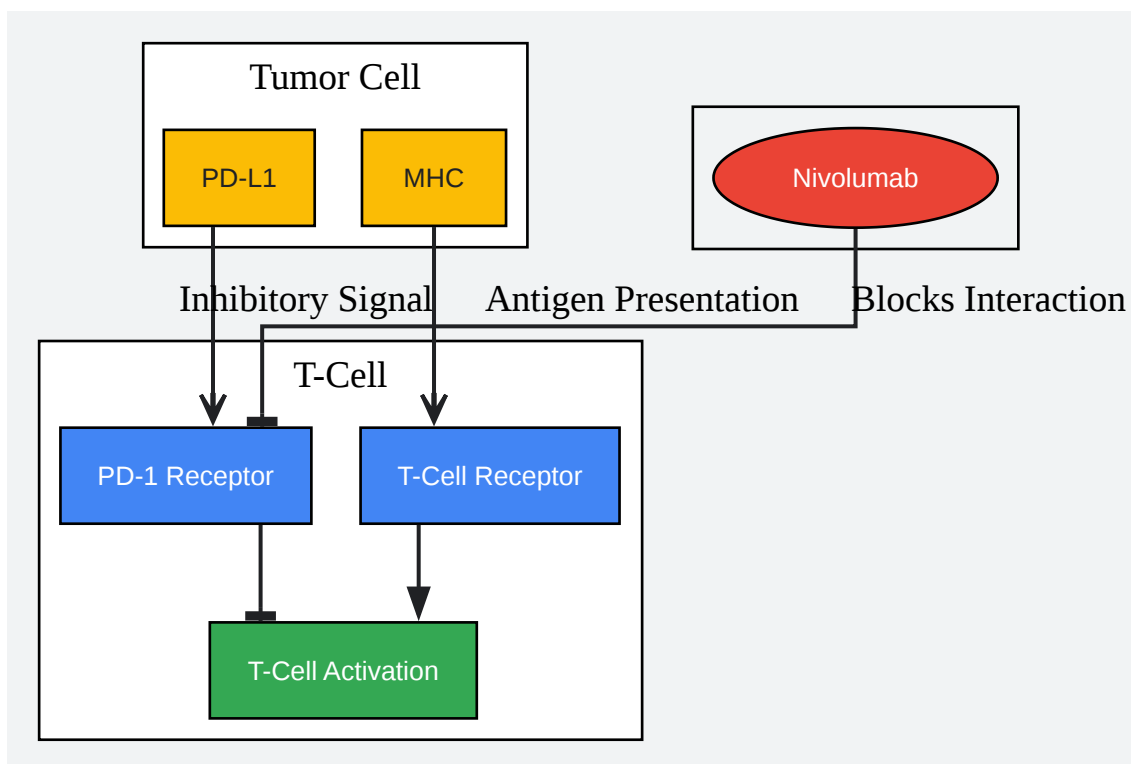 Tumor Cell
PD-L1
MHC
Nivolumab
Inhibitory Signal
Antigen Presentation
Blocks Interaction
T-Cell
PD-1 Receptor
T-Cell Receptor
T-Cell Activation